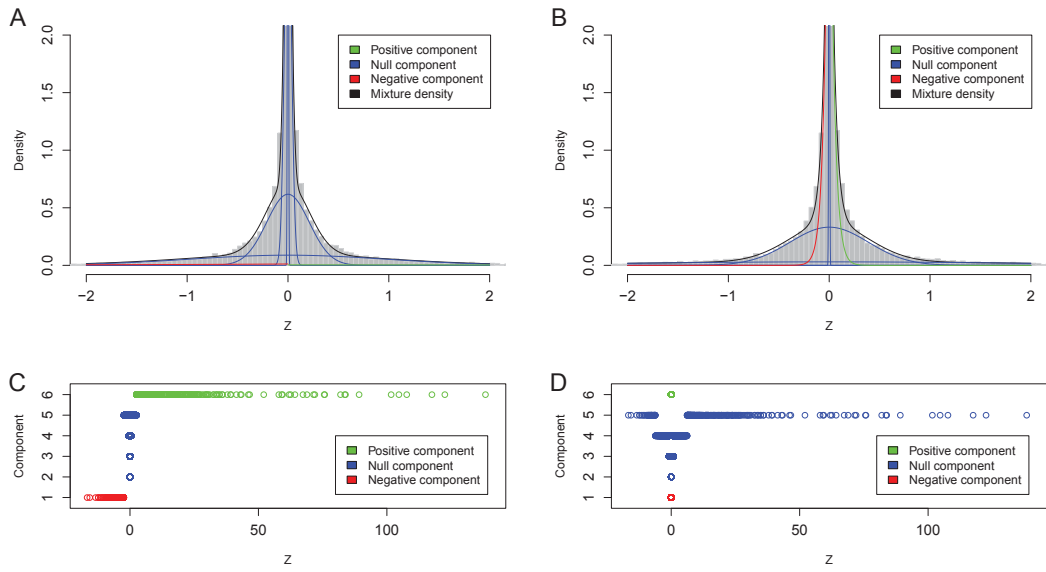 A
Density
0.0 0.5 1.0 1.5 2.0
Positive component
Null component
Negative component
Mixture density
−2 −1 0 1 2
Z
B
Density
0.0 0.5 1.0 1.5 2.0
Positive component
Null component
Negative component
Mixture density
−2 −1 0 1 2
Z
C
Component
1 2 3 4 5 6
Positive component
Null component
Negative component
0 50 100
Z
D
Component
1 2 3 4 5 6
Positive component
Null component
Negative component
0 50 100
Z